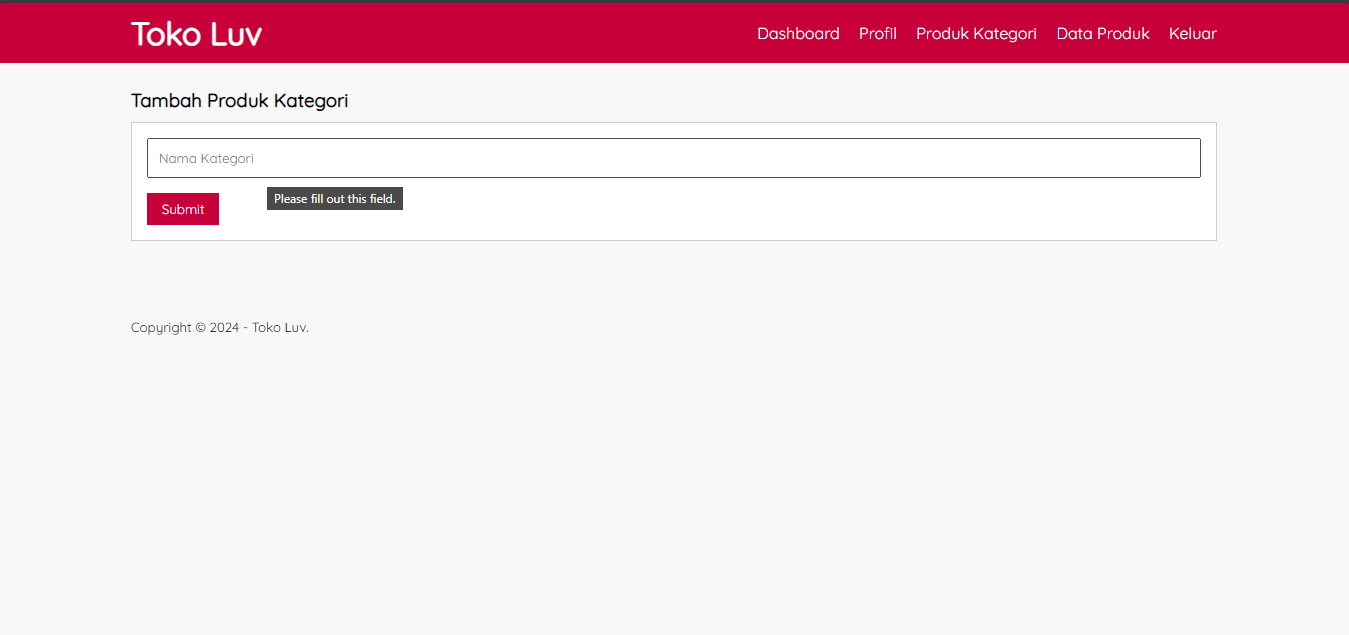 Toko Luv
Dashboard Profil Produk Kategori Data Produk Keluar
Tambah Produk Kategori
Nama Kategori
Please fill out this field.
Submit
Copyright © 2024 - Toko Luv.